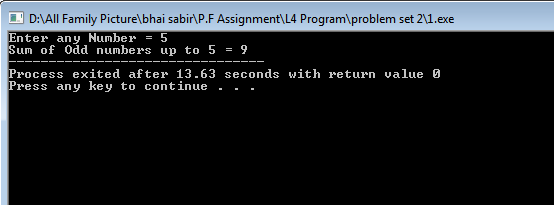 D:\All Family Picture\bhai sabir\P.F Assignment\L4 Program\problem set 2\1.exe
Enter any Number = 5
Sum of Odd numbers up to 5 = 9
--------------------------------
Process exited after 13.63 seconds with return value 0
Press any key to continue . . .